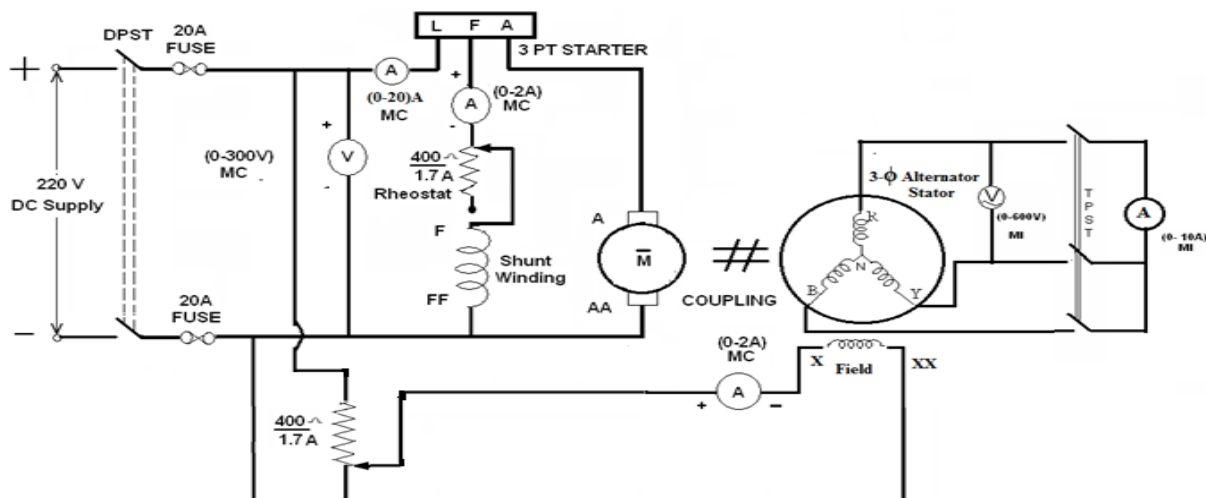 L F A
3 PT STARTER
DPST
20A
FUSE
+
A
(0-20)A
MC
+
A
-
(0-2A)
MC
+
V
-
(0-300V)
MC
400
1.7A
Rheostat
220 V
DC Supply
F
Shunt
Winding
FF
A
M
AA
COUPLING
3-ϕ Alternator
Stator
R
N
B
Y
V
(0-600V)
MI
TPST
A
(0-10A)
MI
-
20A
FUSE
(0-2A)
MC
+
A
-
X
Field
XX
400
1.7A